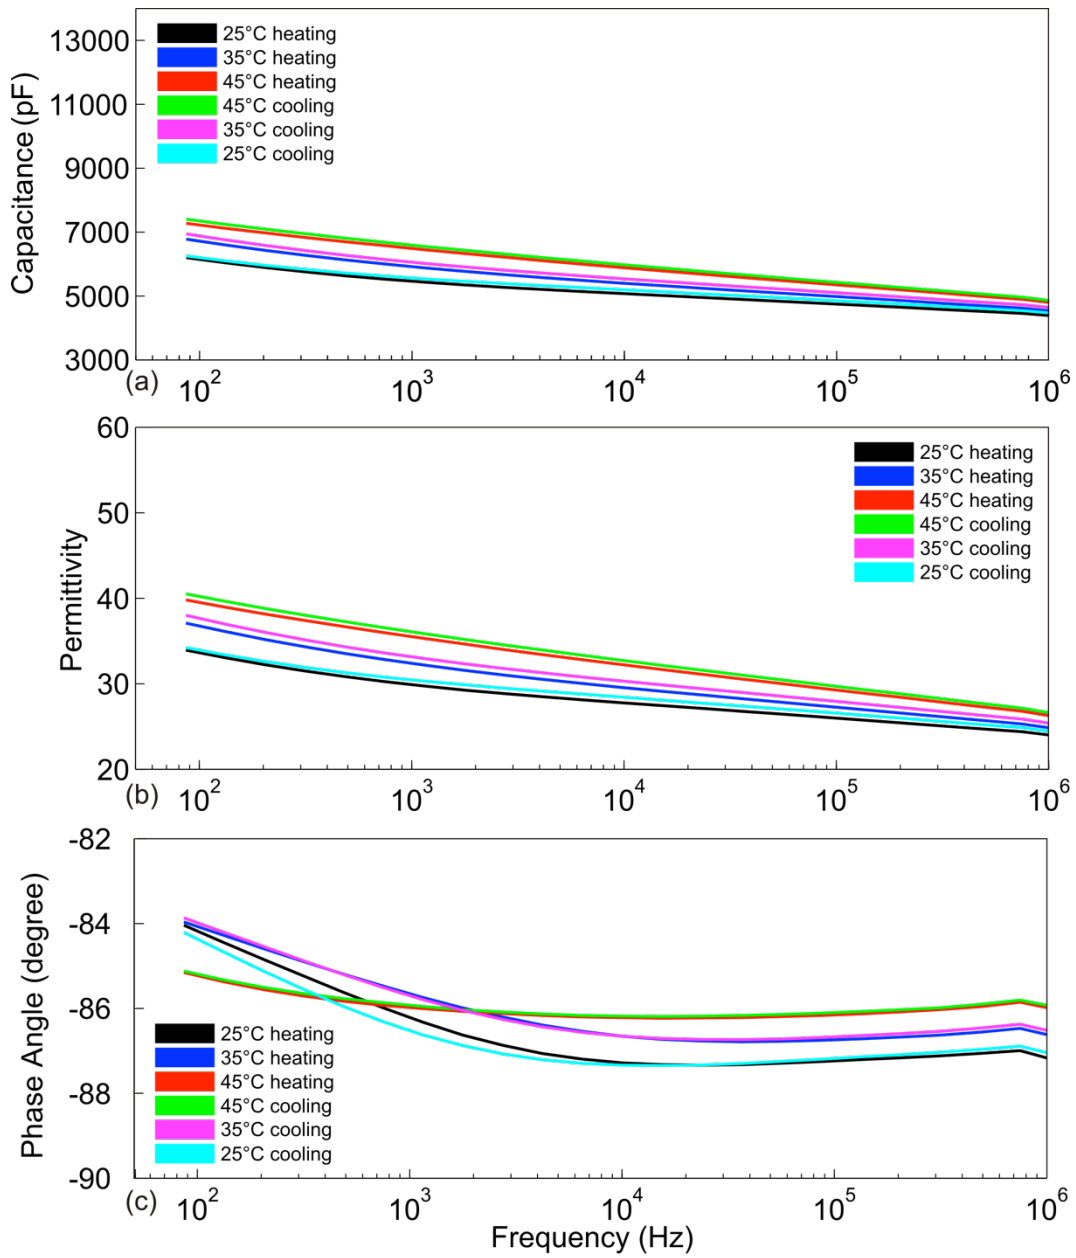 Capacitance (pF)
13000
11000
9000
7000
5000
3000
25°C heating
35°C heating
45°C heating
45°C cooling
35°C cooling
25°C cooling
(a)
10² 10³ 10⁴ 10⁵ 10⁶
Permittivity
60
50
40
30
20
25°C heating
35°C heating
45°C heating
45°C cooling
35°C cooling
25°C cooling
(b)
10² 10³ 10⁴ 10⁵ 10⁶
Phase Angle (degree)
-82
-84
-86
-88
-90
25°C heating
35°C heating
45°C heating
45°C cooling
35°C cooling
25°C cooling
(c)
10² 10³ 10⁴ 10⁵ 10⁶
Frequency (Hz)